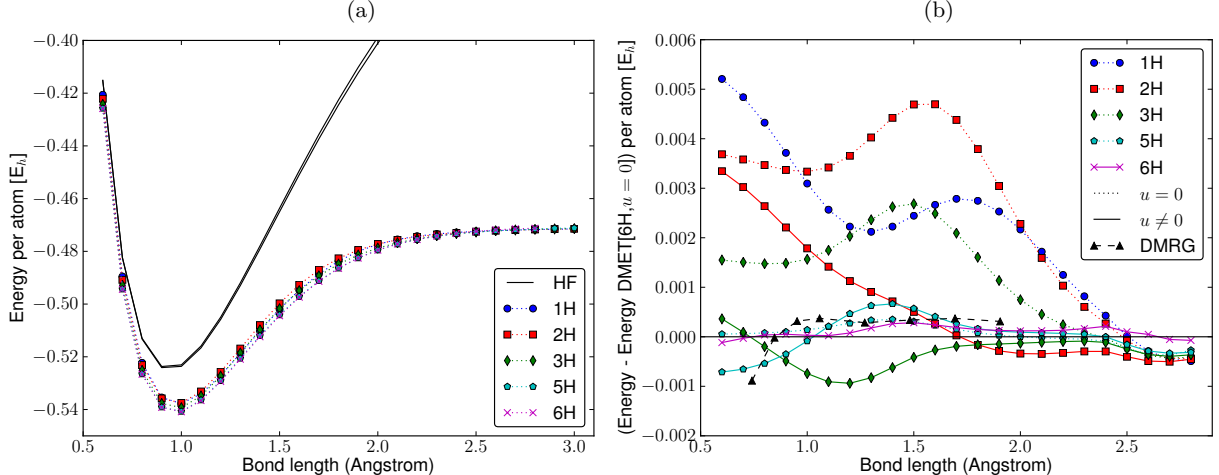 (a)
Energy per atom [E_h]
−0.40
−0.42
−0.44
−0.46
−0.48
−0.50
−0.52
−0.54
0.5 1.0 1.5 2.0 2.5 3.0
Bond length (Angstrom)
HF
1H
2H
3H
5H
6H
(b)
(Energy - Energy DMET[6H, u = 0]) per atom [E_h]
0.006
0.005
0.004
0.003
0.002
0.001
0.000
−0.001
−0.002
0.5 1.0 1.5 2.0 2.5
Bond length (Angstrom)
1H
2H
3H
5H
6H
u = 0
u ≠ 0
DMRG